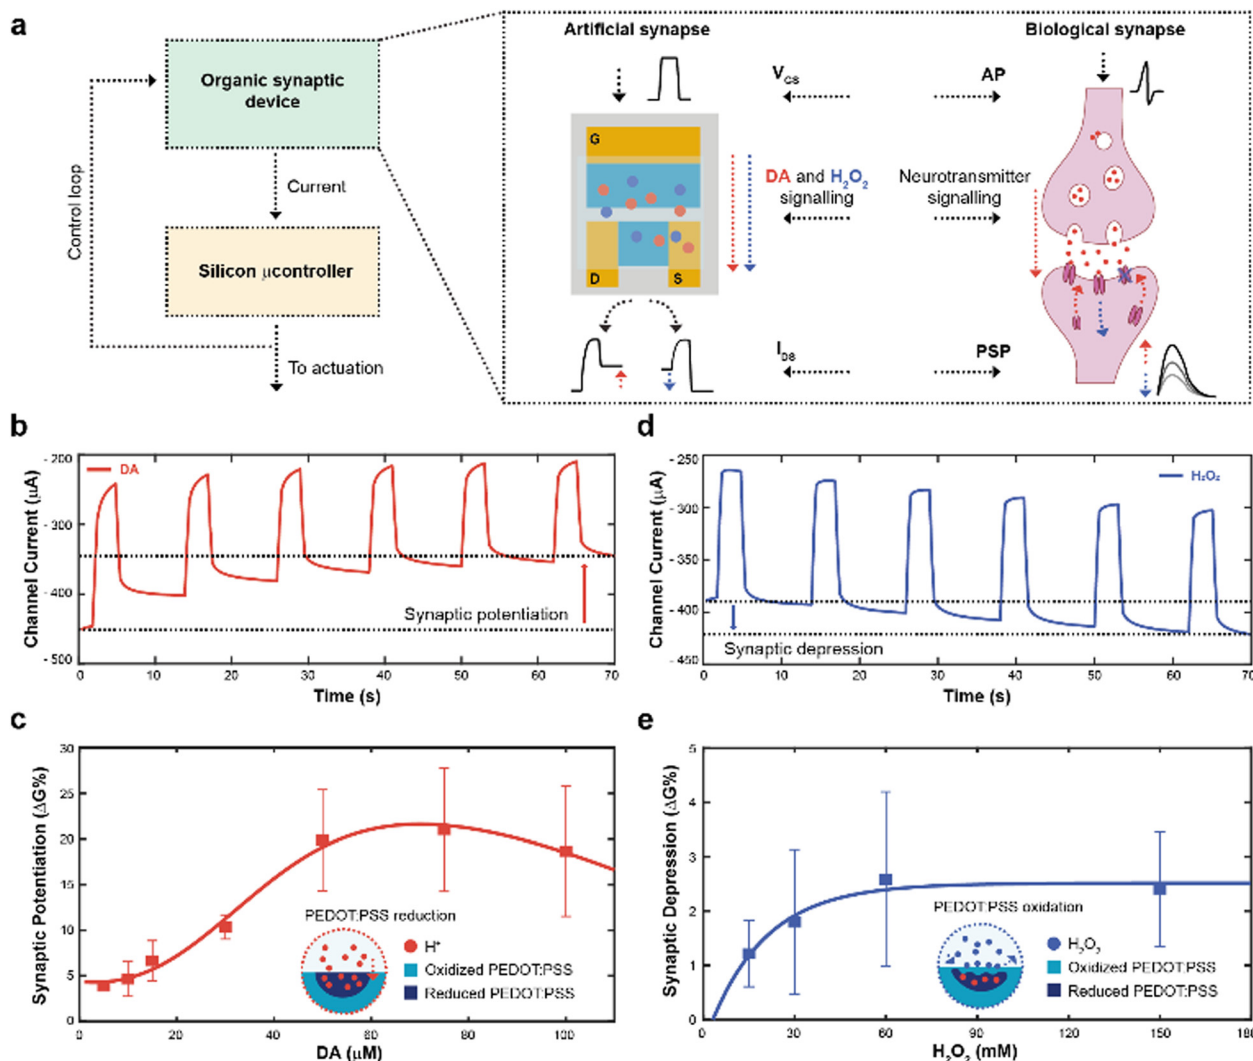 a
Organic synaptic
device
Control loop
Current
Silicon μcontroller
To actuation
Artificial synapse
Biological synapse
V_GS
AP
G
DA and H₂O₂
signalling
Neurotransmitter
signalling
D
S
I_DS
PSP
b
- 200
- 300
- 400
- 500
Channel Current (μA)
DA
Synaptic potentiation
0
10
20
30
40
50
60
70
Time (s)
d
- 250
- 300
- 350
- 400
- 450
Channel Current (μA)
H₂O₂
Synaptic depression
0
10
20
30
40
50
60
70
Time (s)
c
30
25
20
15
10
5
0
Synaptic Potentiation (ΔG%)
PEDOT:PSS reduction
H⁺
Oxidized PEDOT:PSS
Reduced PEDOT:PSS
0
20
40
60
80
100
DA (μM)
e
5
4
3
2
1
0
Synaptic Depression (ΔG%)
PEDOT:PSS oxidation
H₂O₂
Oxidized PEDOT:PSS
Reduced PEDOT:PSS
0
30
60
90
120
150
180
H₂O₂ (mM)